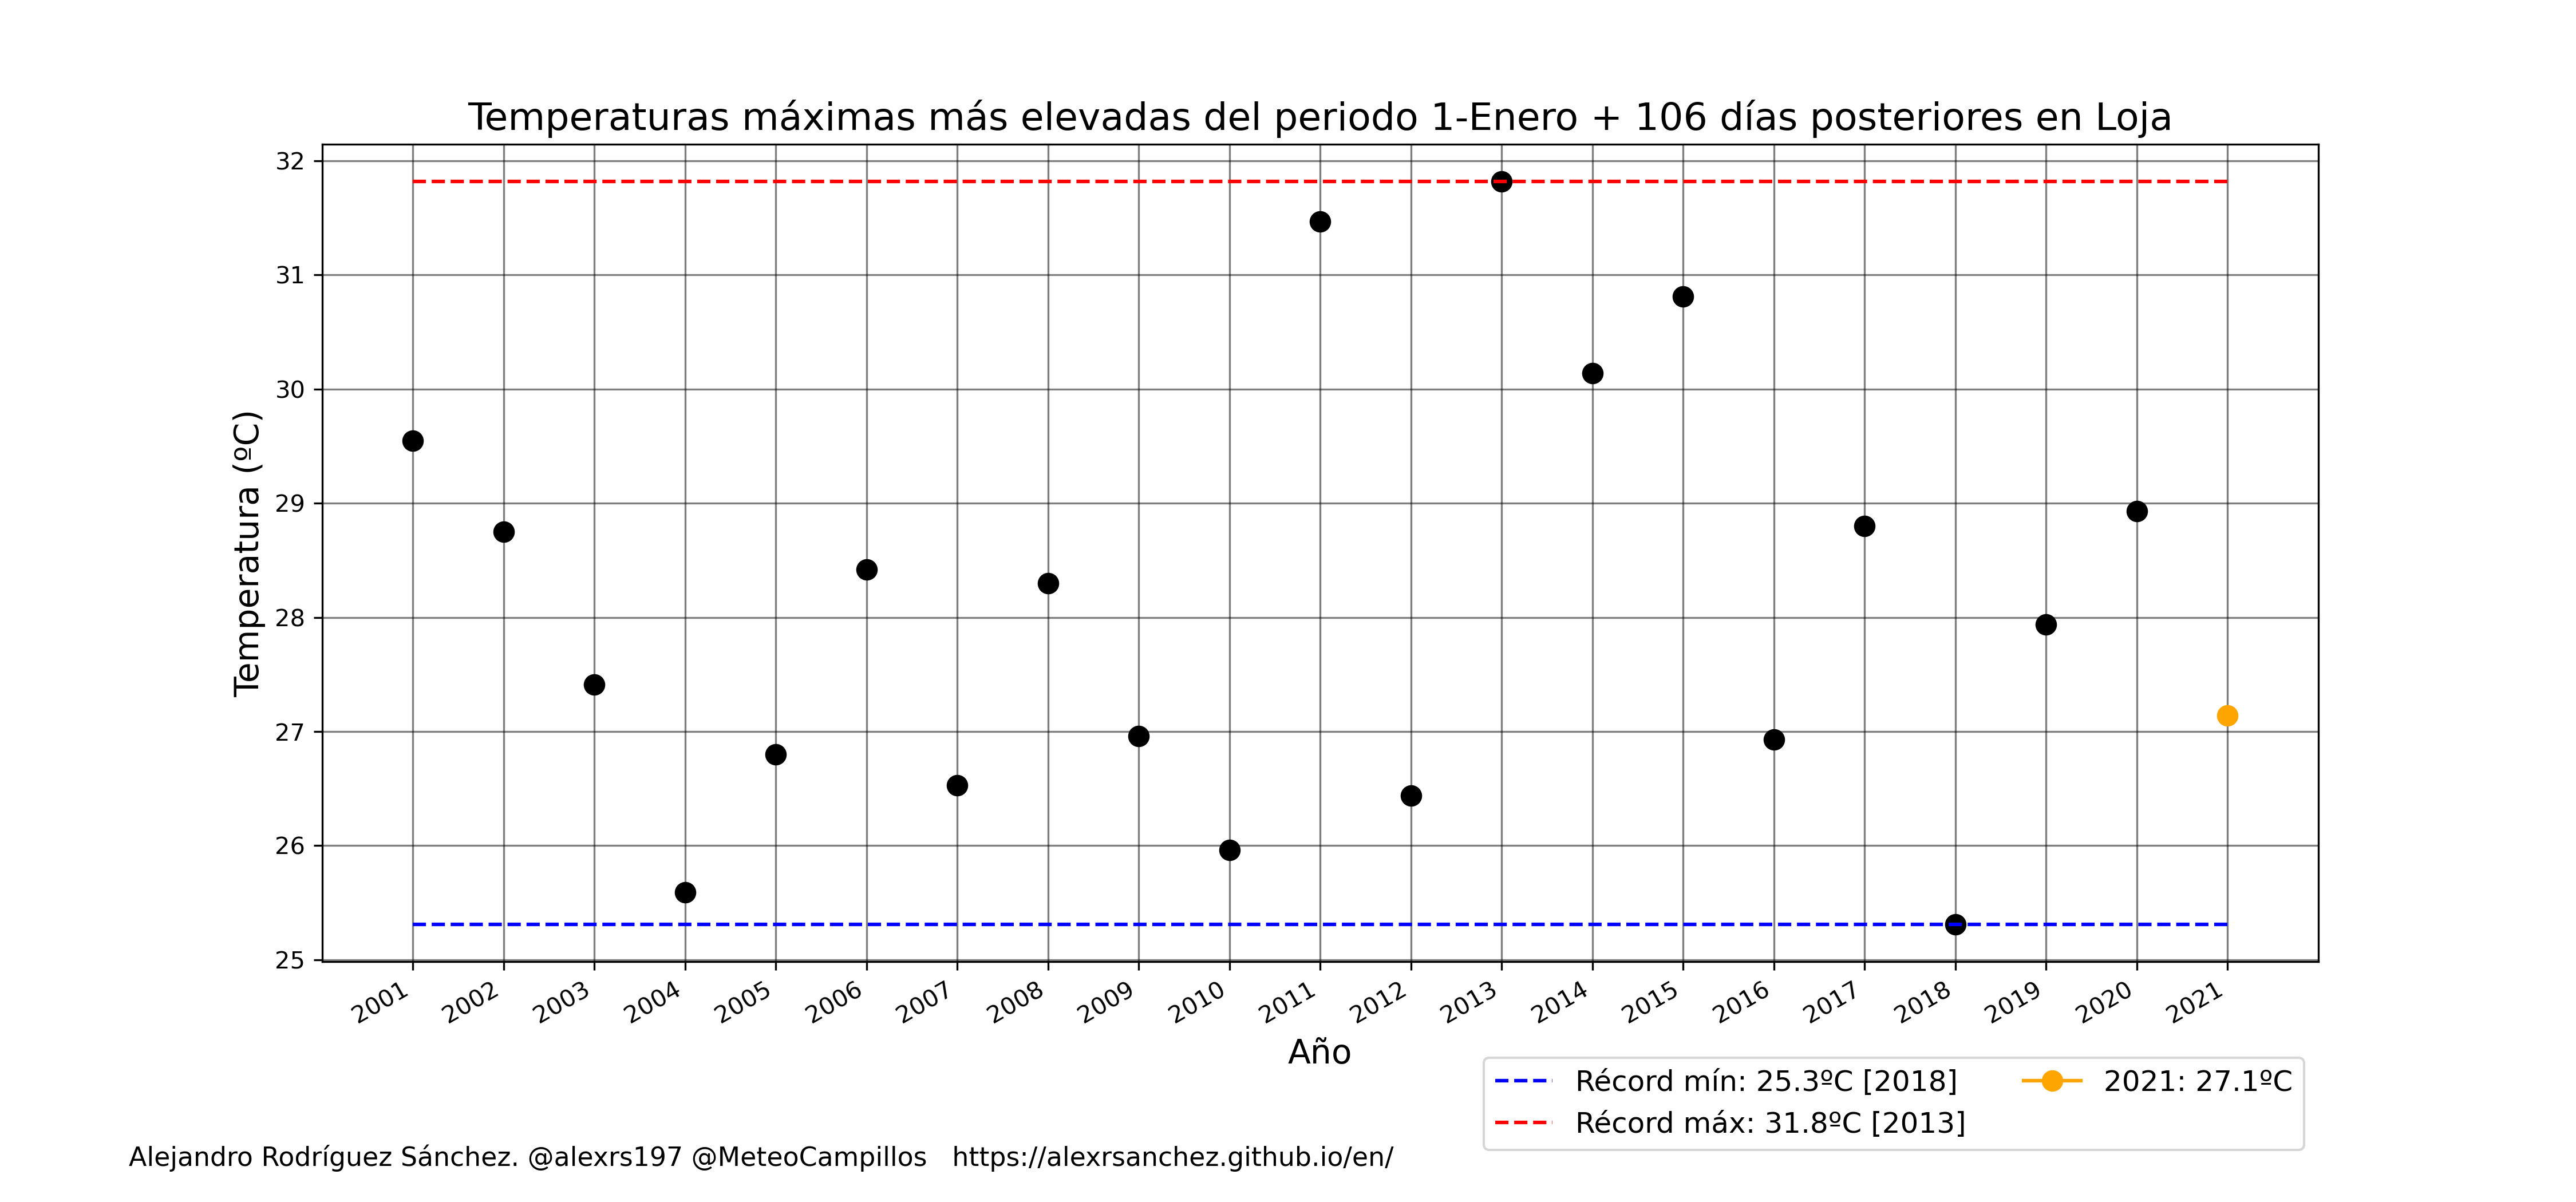 Temperaturas máximas más elevadas del periodo 1-Enero + 106 días posteriores en Loja
Temperatura (ºC)
32
31
30
29
28
27
26
25
2001 2002 2003 2004 2005 2006 2007 2008 2009 2010 2011 2012 2013 2014 2015 2016 2017 2018 2019 2020 2021
Año
Récord mín: 25.3ºC [2018]
Récord máx: 31.8ºC [2013]
2021: 27.1ºC
Alejandro Rodríguez Sánchez. @alexrs197 @MeteoCampillos https://alexrsanchez.github.io/en/